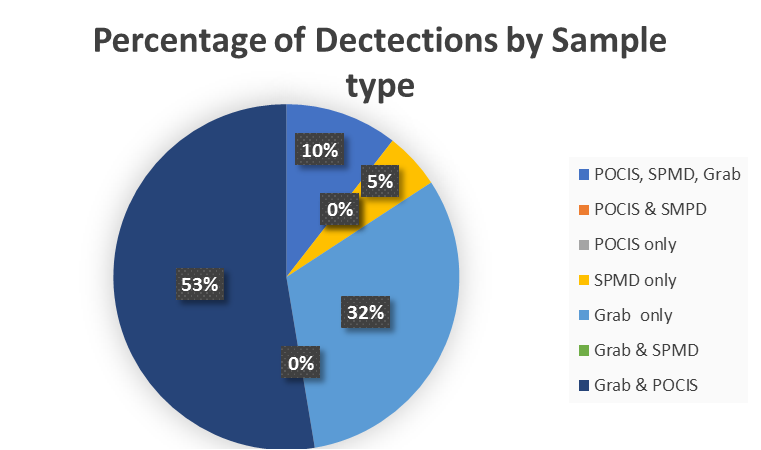 Percentage of Dectections by Sample
type
10%
5%
0%
53%
32%
0%
POCIS, SPMD, Grab
POCIS & SMPD
POCIS only
SPMD only
Grab  only
Grab & SPMD
Grab & POCIS